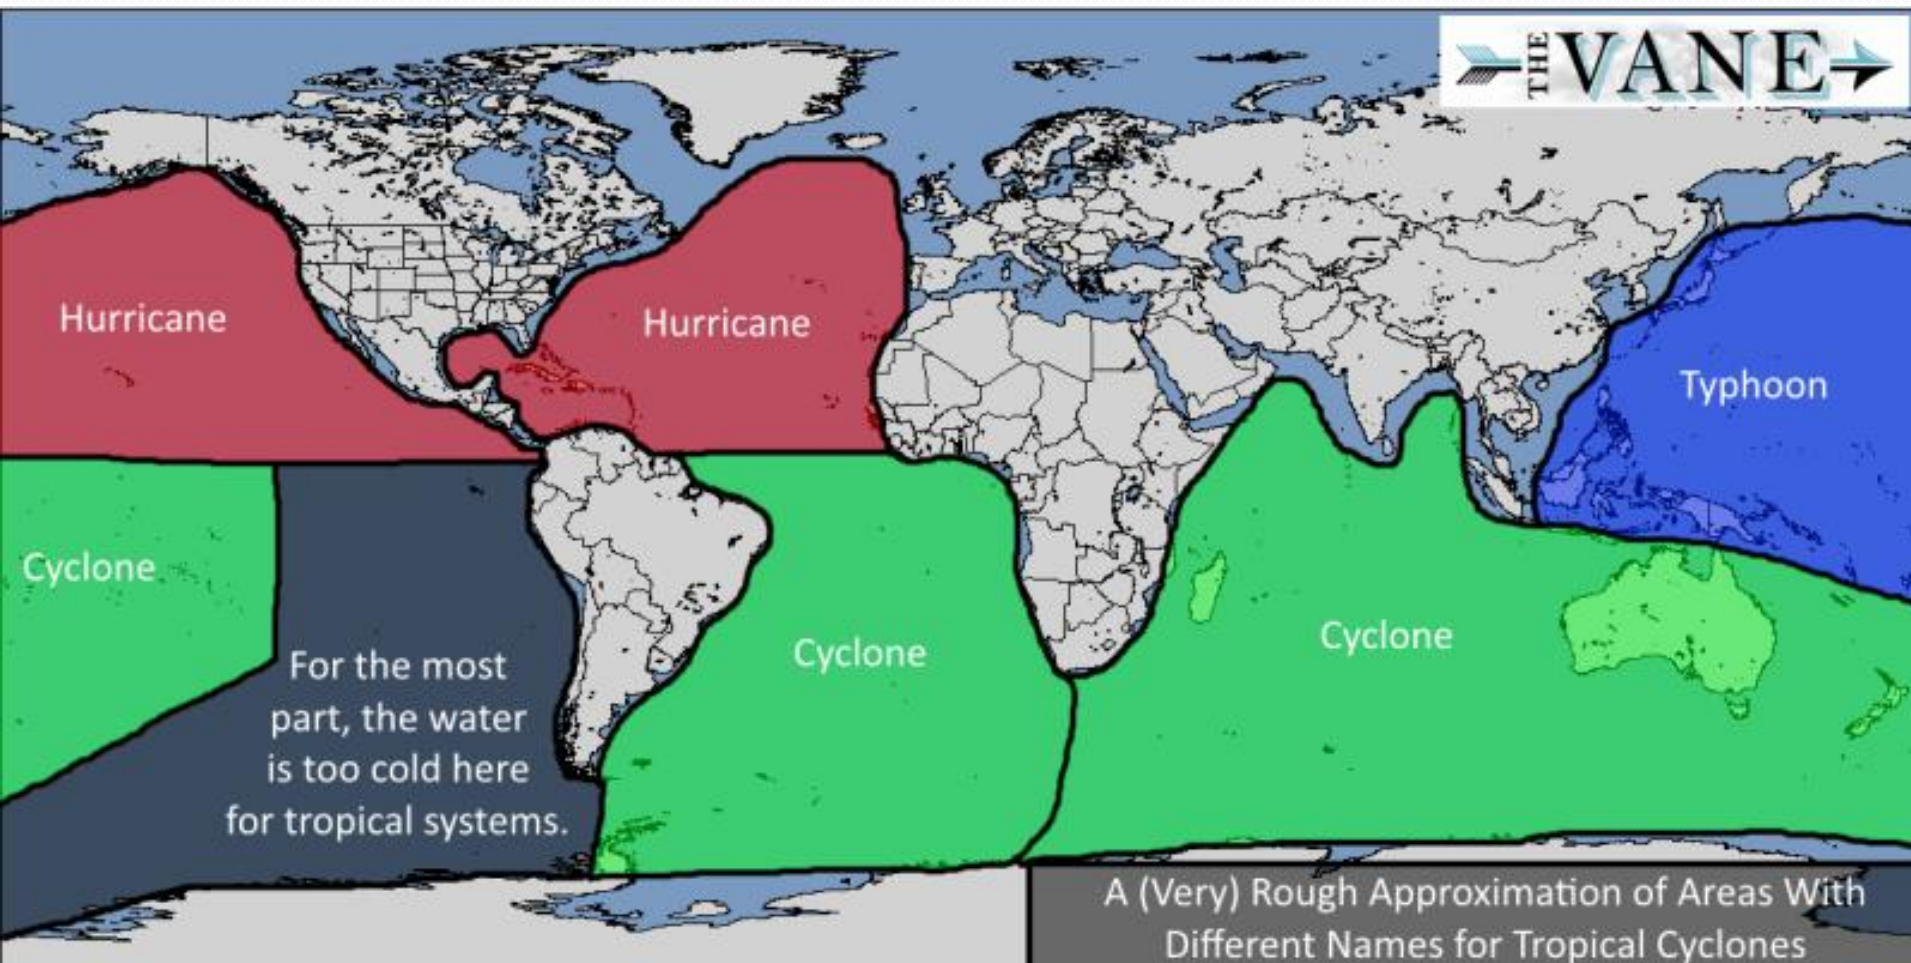 THE VANE
Hurricane
Hurricane
Typhoon
Cyclone
Cyclone
Cyclone
For the most
part, the water
is too cold here
for tropical systems.
A (Very) Rough Approximation of Areas With
Different Names for Tropical Cyclones